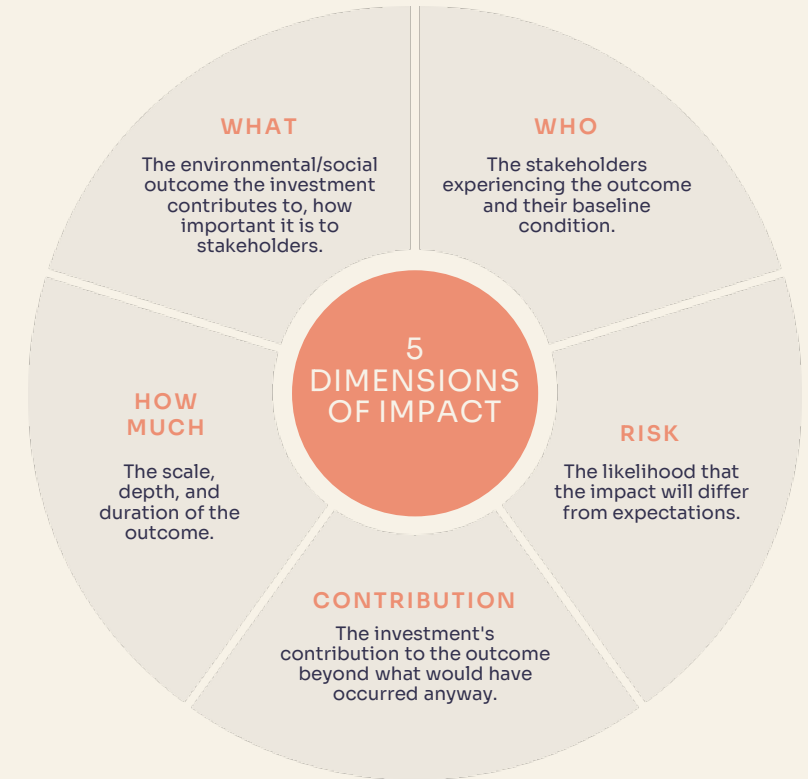 WHAT
The environmental/social
outcome the investment
contributes to, how
important it is to
stakeholders.
WHO
The stakeholders
experiencing the outcome
and their baseline
condition.
5
DIMENSIONS
OF IMPACT
HOW
MUCH
The scale,
depth, and
duration of the
outcome.
RISK
The likelihood that
the impact will differ
from expectations.
CONTRIBUTION
The investment's
contribution to the outcome
beyond what would have
occurred anyway.